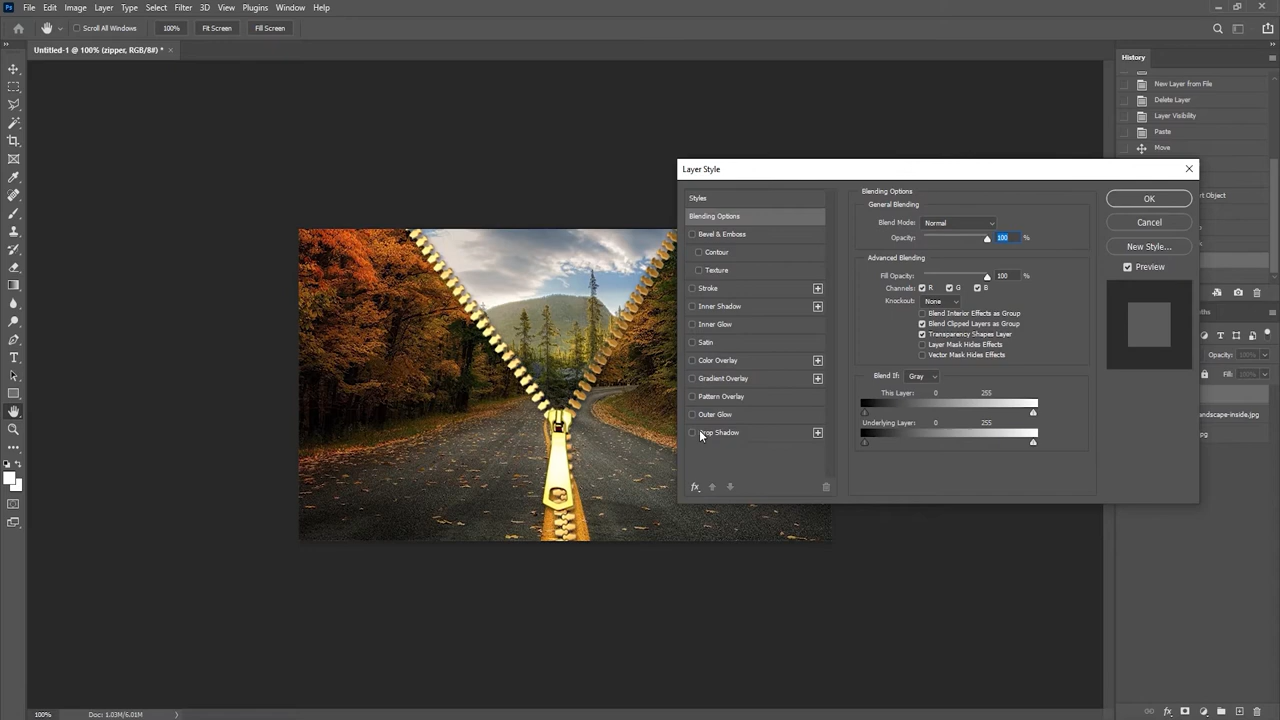 Ps File Edit Image Layer Type Select Filter 3D View Plugins Window Help
Scroll All Windows 100% Fit Screen Fill Screen
Untitled-1 @ 100% (zipper, RGB/8#) *
History
New Layer from File
Delete Layer
Layer Visibility
Paste
Move
Layer Style
Styles
Blending Options
Bevel & Emboss
Contour
Texture
Stroke
Inner Shadow
Inner Glow
Satin
Color Overlay
Gradient Overlay
Pattern Overlay
Outer Glow
Drop Shadow
fx
Blending Options
General Blending
Blend Mode: Normal
Opacity: 100 %
Advanced Blending
Fill Opacity: 100 %
Channels: R G B
Knockout: None
Blend Interior Effects as Group
Blend Clipped Layers as Group
Transparency Shapes Layer
Layer Mask Hides Effects
Vector Mask Hides Effects
Blend If: Gray
This Layer: 0 255
Underlying Layer: 0 255
OK
Cancel
New Style...
Preview
Opacity: 100%
Fill: 100%
andscape-inside.jpg
100% Doc: 1.03M/6.01M
fx